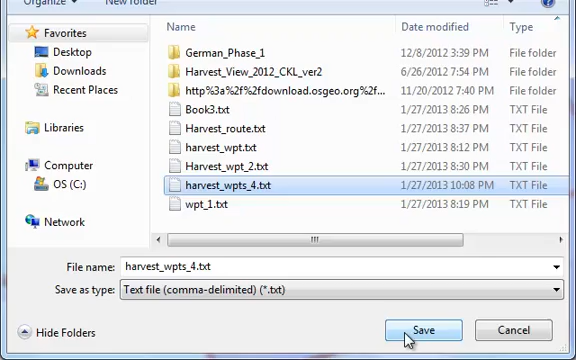 Organize New folder
Name Date modified Type
Favorites
Desktop
Downloads
Recent Places
Libraries
Computer
OS (C:)
Network
German_Phase_1 12/8/2012 3:39 PM File folder
Harvest_View_2012_CKL_ver2 6/26/2012 7:54 PM File folder
http%3a%2f%2fdownload.osgeo.org%2f... 11/20/2012 7:40 PM File folder
Book3.txt 1/27/2013 8:26 PM TXT File
Harvest_route.txt 1/27/2013 8:37 PM TXT File
harvest_wpt.txt 1/27/2013 8:12 PM TXT File
Harvest_wpt_2.txt 1/27/2013 8:30 PM TXT File
harvest_wpts_4.txt 1/27/2013 10:08 PM TXT File
wpt_1.txt 1/27/2013 8:19 PM TXT File
File name: harvest_wpts_4.txt
Save as type: Text file (comma-delimited) (*.txt)
Hide Folders Save Cancel